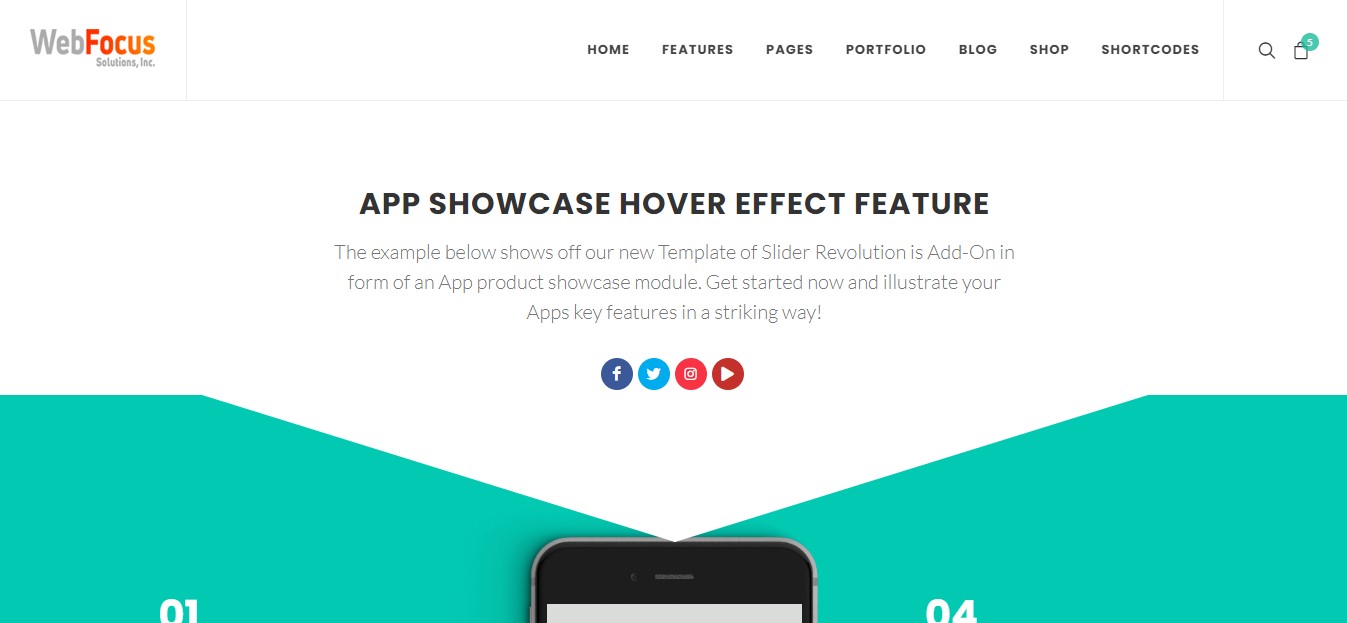 WebFocus
Solutions, Inc.
HOME FEATURES PAGES PORTFOLIO BLOG SHOP SHORTCODES
5
APP SHOWCASE HOVER EFFECT FEATURE
The example below shows off our new Template of Slider Revolution is Add-On in
form of an App product showcase module. Get started now and illustrate your
Apps key features in a striking way!
01
04